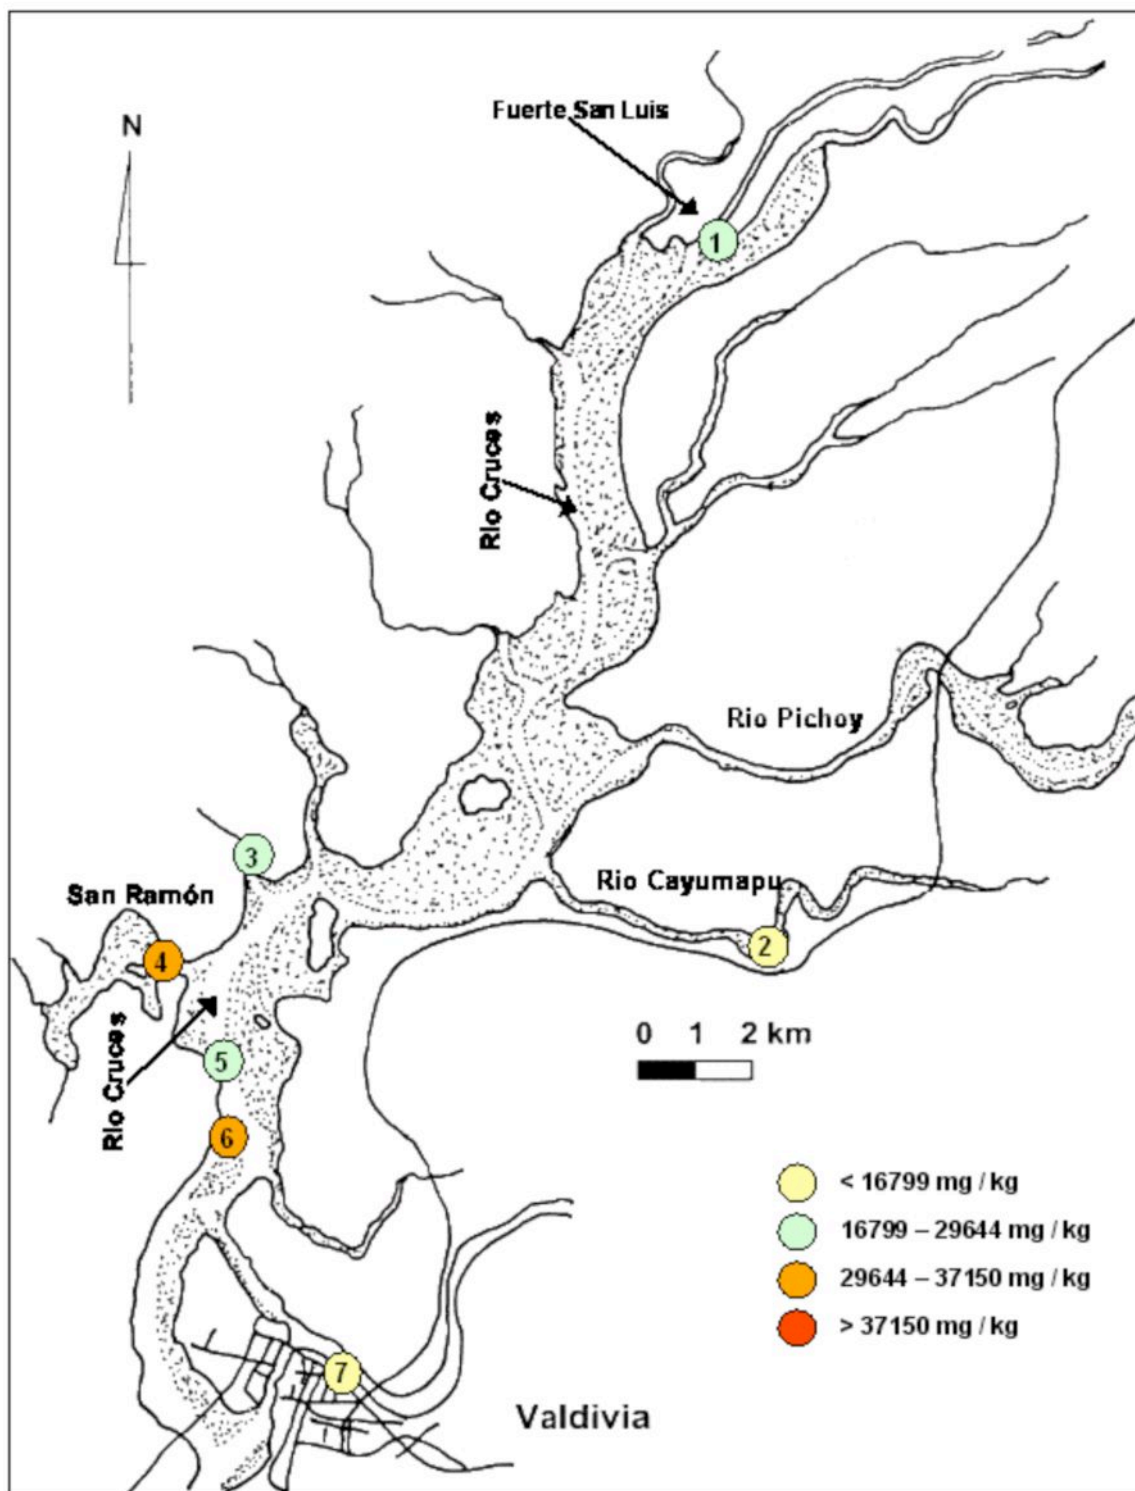 N
Fuerte San Luis
1
Rio Cruces
Rio Pichoy
3
Rio Cayumapu
San Ramón
2
4
0 1 2 km
Rio Cruces
5
6
< 16799 mg / kg
16799 – 29644 mg / kg
29644 – 37150 mg / kg
> 37150 mg / kg
7
Valdivia